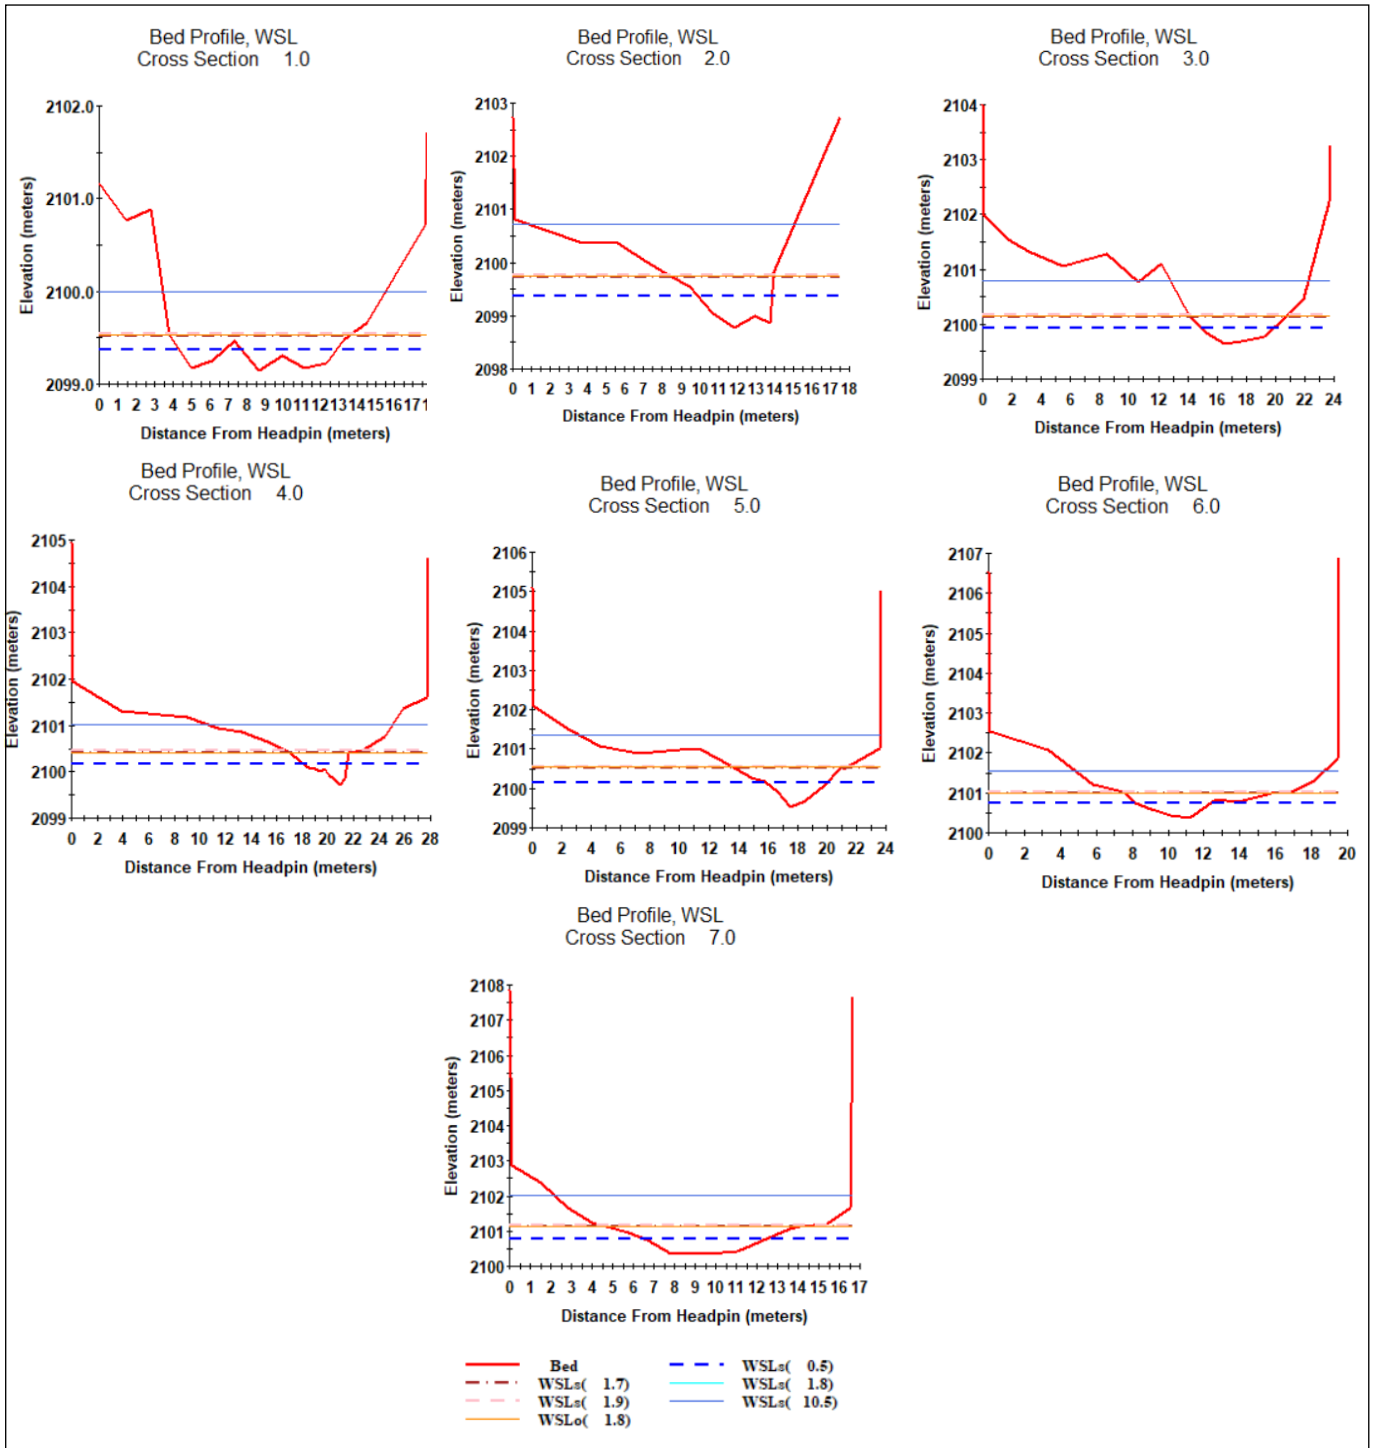 Bed Profile, WSL
Cross Section 1.0
Elevation (meters)
2102.0
2101.0
2100.0
2099.0
0 1 2 3 4 5 6 7 8 9 10 11 12 13 14 15 16 17 1
Distance From Headpin (meters)
Bed Profile, WSL
Cross Section 2.0
Elevation (meters)
2103
2102
2101
2100
2099
2098
0 1 2 3 4 5 6 7 8 9 10 11 12 13 14 15 16 17 18
Distance From Headpin (meters)
Bed Profile, WSL
Cross Section 3.0
Elevation (meters)
2104
2103
2102
2101
2100
2099
0 2 4 6 8 10 12 14 16 18 20 22 24
Distance From Headpin (meters)
Bed Profile, WSL
Cross Section 4.0
Elevation (meters)
2105
2104
2103
2102
2101
2100
2099
0 2 4 6 8 10 12 14 16 18 20 22 24 26 28
Distance From Headpin (meters)
Bed Profile, WSL
Cross Section 5.0
Elevation (meters)
2106
2105
2104
2103
2102
2101
2100
2099
0 2 4 6 8 10 12 14 16 18 20 22 24
Distance From Headpin (meters)
Bed Profile, WSL
Cross Section 6.0
Elevation (meters)
2107
2106
2105
2104
2103
2102
2101
2100
0 2 4 6 8 10 12 14 16 18 20
Distance From Headpin (meters)
Bed Profile, WSL
Cross Section 7.0
Elevation (meters)
2108
2107
2106
2105
2104
2103
2102
2101
2100
0 1 2 3 4 5 6 7 8 9 10 11 12 13 14 15 16 17
Distance From Headpin (meters)
Bed
WSLs( 1.7)
WSLs( 1.9)
WSLo( 1.8)
WSLs( 0.5)
WSLs( 1.8)
WSLs( 10.5)